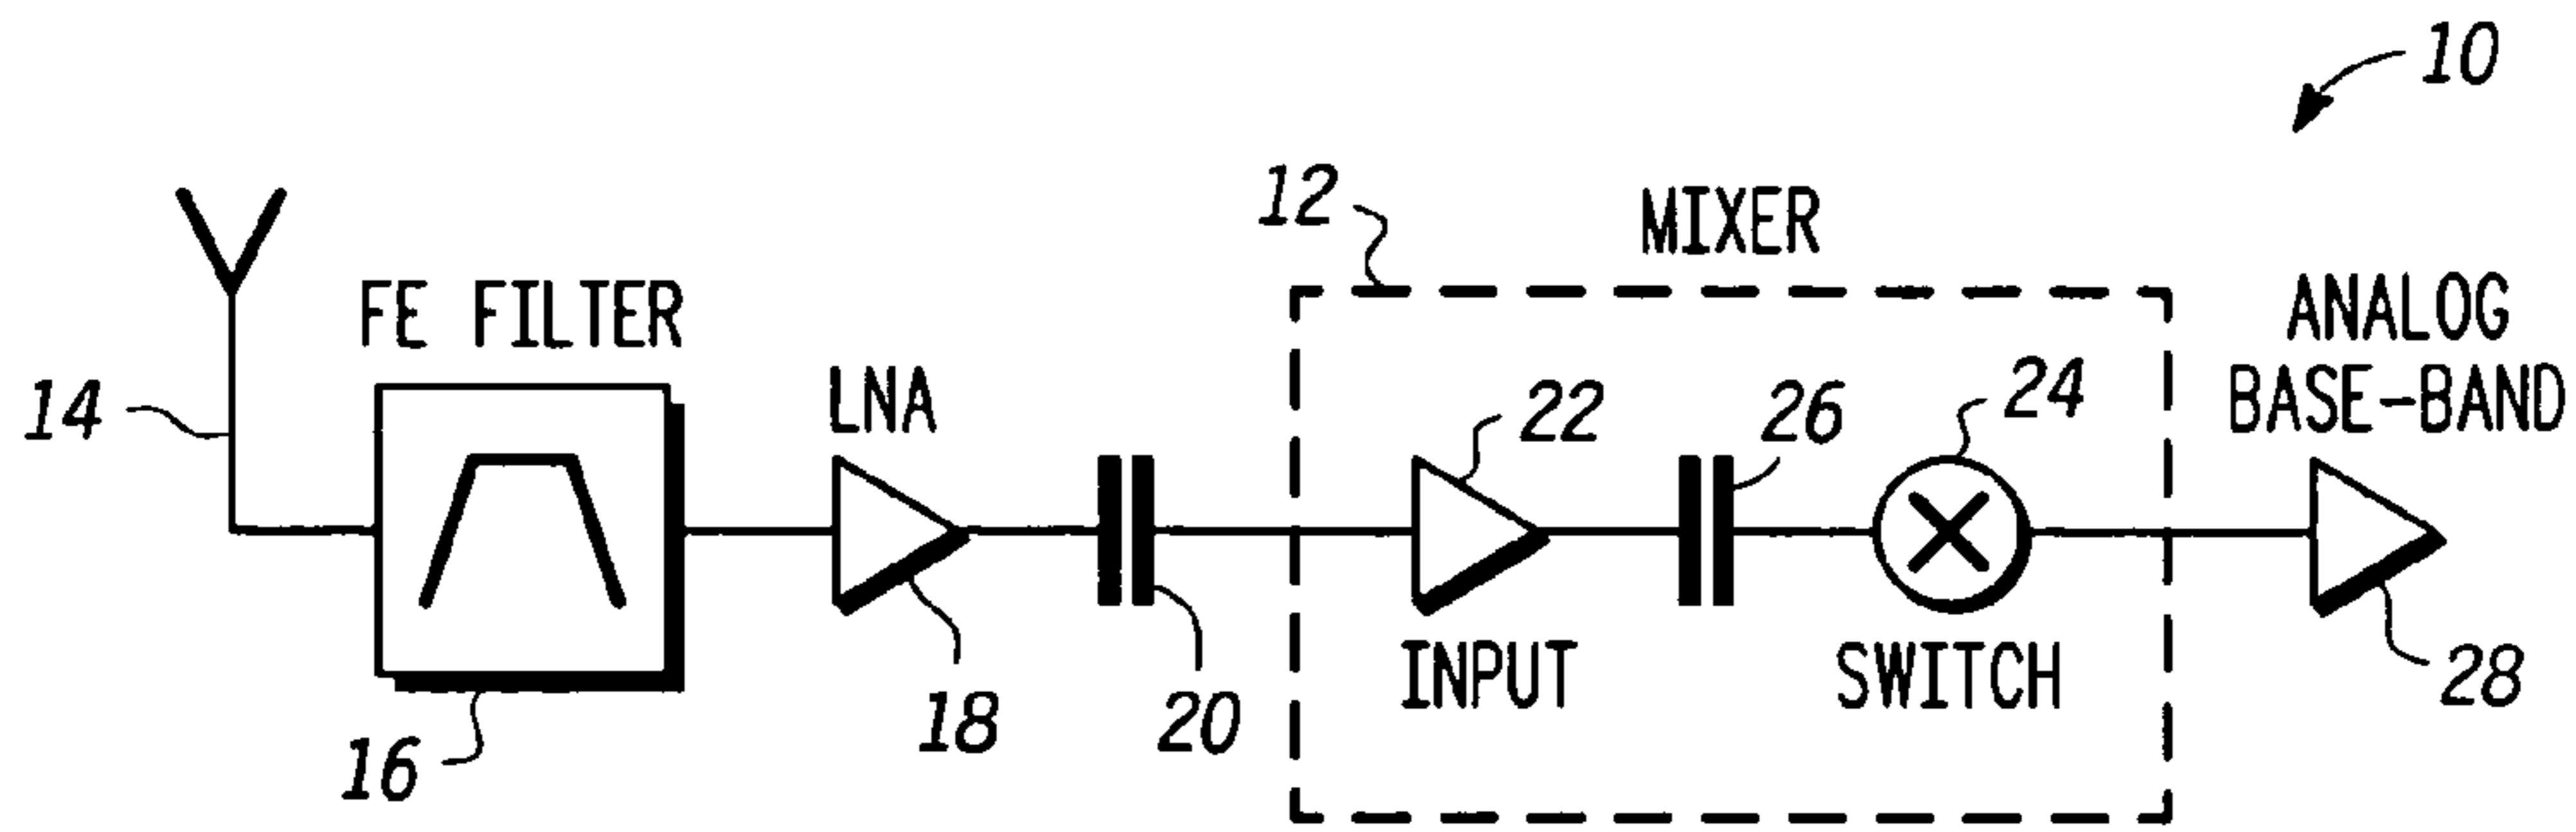 10
12
MIXER
ANALOG
BASE-BAND
FE FILTER
LNA
14
22
26
24
INPUT
SWITCH
16
18
20
28